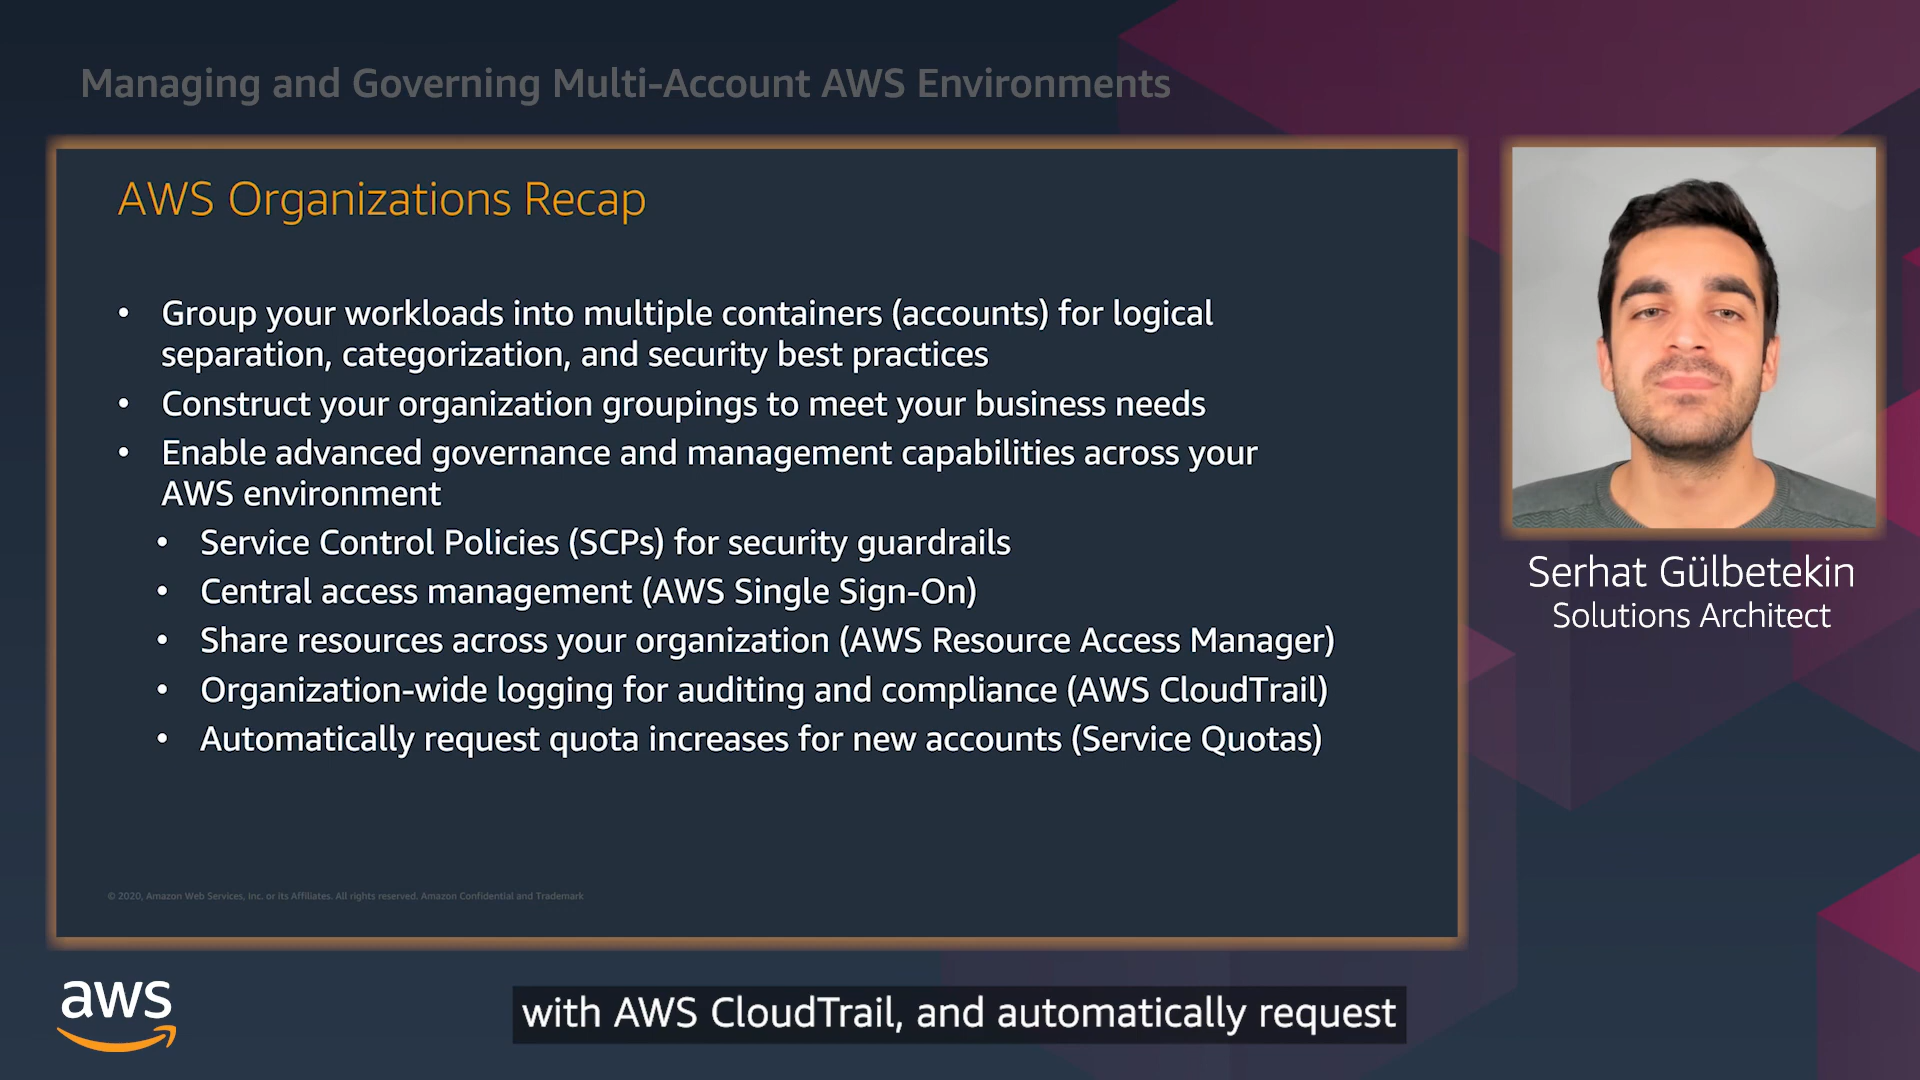 Managing and Governing Multi-Account AWS Environments
AWS Organizations Recap
• Group your workloads into multiple containers (accounts) for logical
separation, categorization, and security best practices
• Construct your organization groupings to meet your business needs
• Enable advanced governance and management capabilities across your
AWS environment
• Service Control Policies (SCPs) for security guardrails
• Central access management (AWS Single Sign-On)
• Share resources across your organization (AWS Resource Access Manager)
• Organization-wide logging for auditing and compliance (AWS CloudTrail)
• Automatically request quota increases for new accounts (Service Quotas)
© 2020, Amazon Web Services, Inc. or its Affiliates. All rights reserved. Amazon Confidential and Trademark
Serhat Gülbetekin
Solutions Architect
aws
with AWS CloudTrail, and automatically request